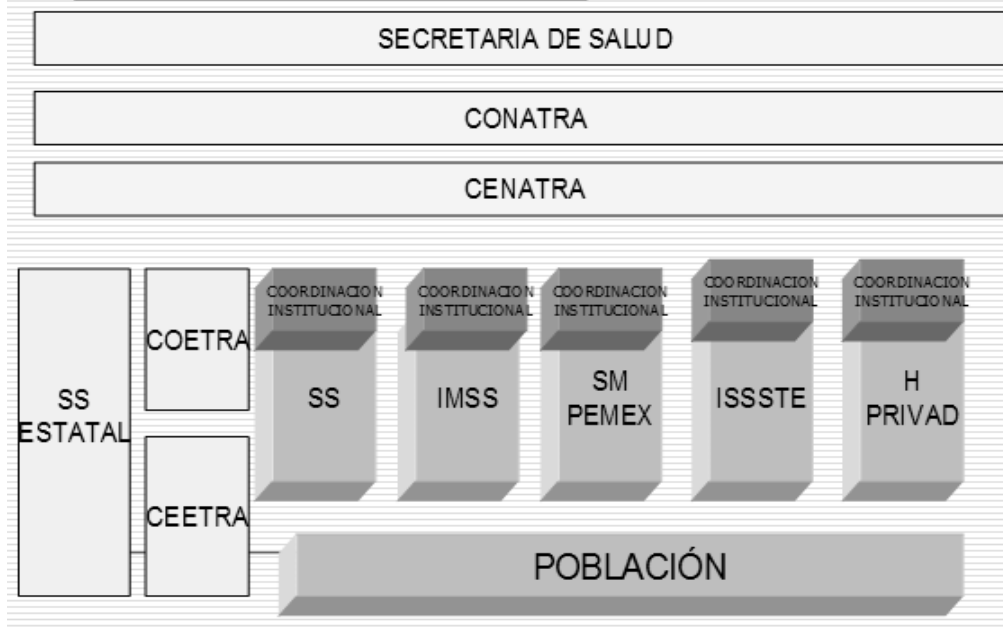 SECRETARIA DE SALUD
CONATRA
CENATRA
SS
ESTATAL
COETRA
CEETRA
COORDINACION
INSTITUCIONAL
SS
COORDINACION
INSTITUCIONAL
IMSS
COORDINACION
INSTITUCIONAL
SM
PEMEX
COORDINACION
INSTITUCIONAL
ISSSTE
COORDINACION
INSTITUCIONAL
H
PRIVAD
POBLACIÓN